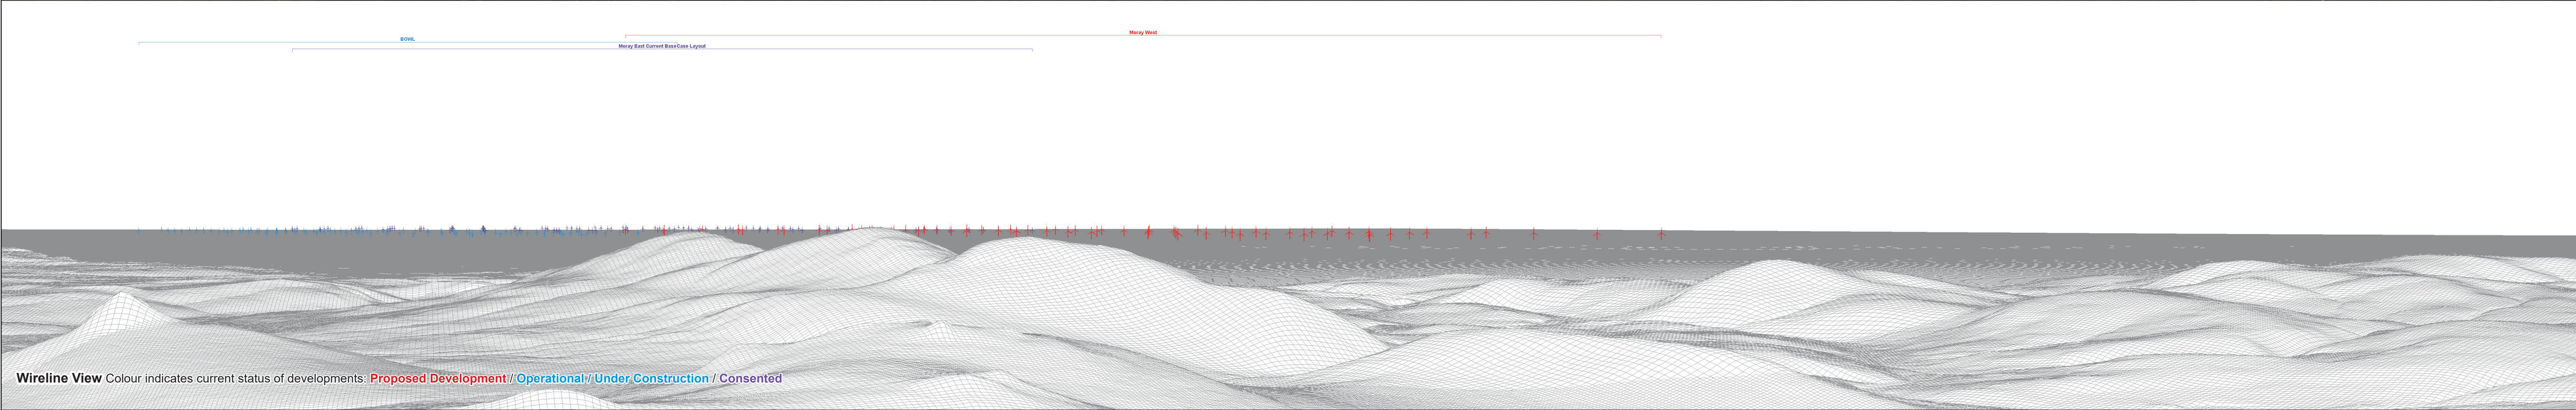 Moray West
BOWL
Moray East Current BaseCase Layout
Wireline View Colour indicates current status of developments: Proposed Development / Operational / Under Construction / Consented